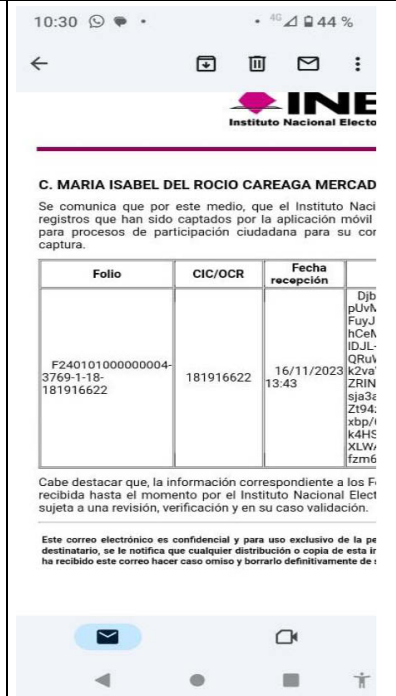 10:30
4G 44 %
INE
Instituto Nacional Electo
C. MARIA ISABEL DEL ROCIO CAREAGA MERCAD
Se comunica que por este medio, que el Instituto Naci
registros que han sido captados por la aplicación móvil
para procesos de participación ciudadana para su cor
captura.
Folio CIC/OCR Fecha
recepción
F240101000000004-
3769-1-18-
181916622
181916622
16/11/2023
13:43
Djb
pUvM
FuyJ
hCeM
IDJL-
QRuW
k2va
ZRIN
sja3a
Zt94
xbp/
k4HS
XLW
fzm6
Cabe destacar que, la información correspondiente a los F
recibida hasta el momento por el Instituto Nacional Elect
sujeta a una revisión, verificación y en su caso validación.
Este correo electrónico es confidencial y para uso exclusivo de la pe
destinatario, se le notifica que cualquier distribución o copia de esta in
ha recibido este correo hacer caso omiso y borrarlo definitivamente de s